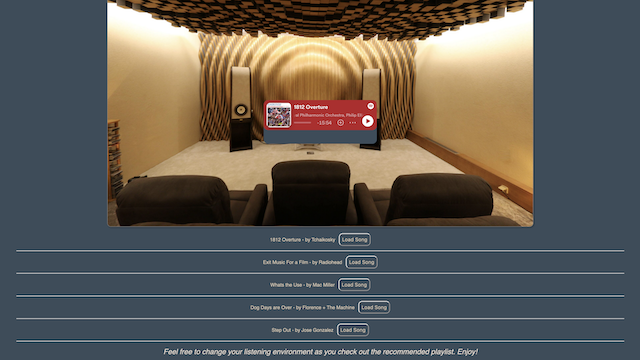 1812 Overture
al Philharmonic Orchestra, Philip El
-15:54
1812 Overture - by Tchaikosky Load Song
Exit Music For a Film - by Radiohead Load Song
Whats the Use - by Mac Miller Load Song
Dog Days are Over - by Florence + The Machine Load Song
Step Out - by Jose Gonzalez Load Song
Feel free to change your listening environment as you check out the recommended playlist. Enjoy!